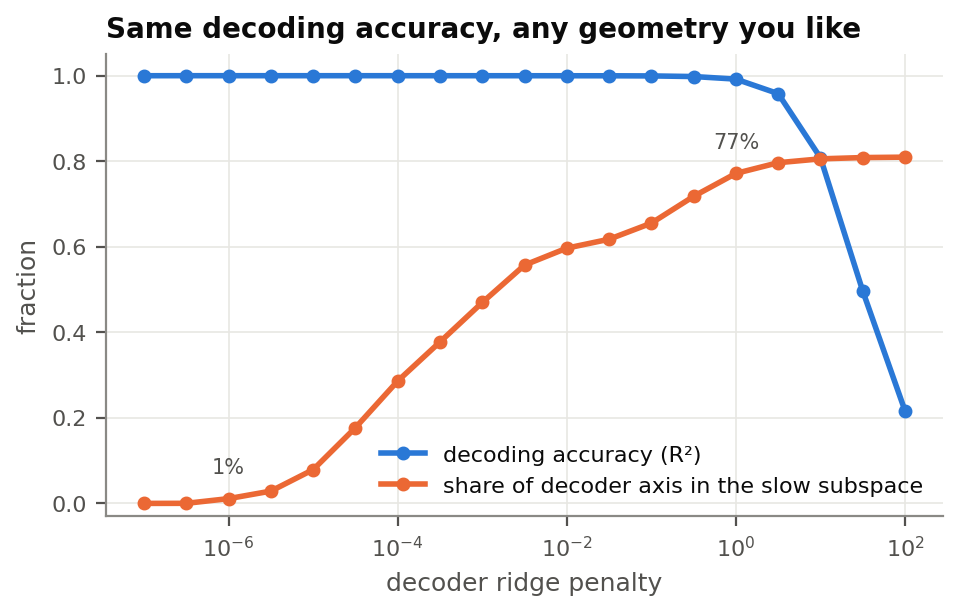 Same decoding accuracy, any geometry you like
1.0
0.8
0.6
0.4
0.2
0.0
fraction
77%
1%
decoding accuracy (R²)
share of decoder axis in the slow subspace
10⁻⁶
10⁻⁴
10⁻²
10⁰
10²
decoder ridge penalty